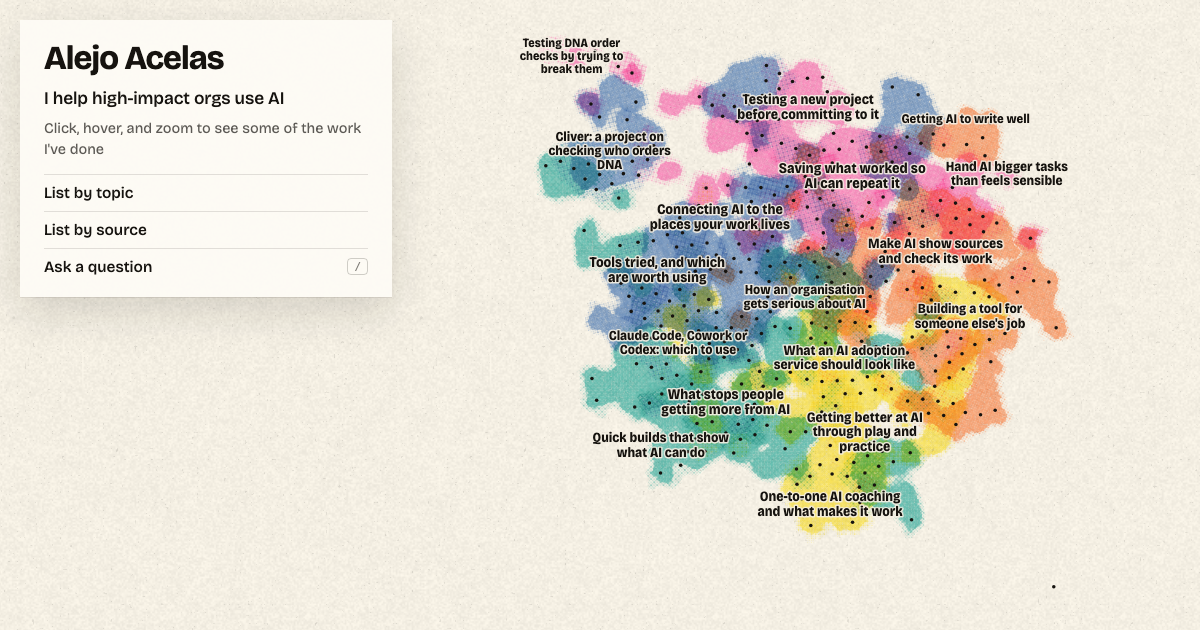 Alejo Acelas
I help high-impact orgs use AI
Click, hover, and zoom to see some of the work
I've done
List by topic
List by source
Ask a question
/
Testing DNA order
checks by trying to
break them
Testing a new project
before committing to it
Getting AI to write well
Cliver: a project on
checking who orders
DNA
Saving what worked so
AI can repeat it
Hand AI bigger tasks
than feels sensible
Connecting AI to the
places your work lives
Make AI show sources
and check its work
Tools tried, and which
are worth using
How an organisation
gets serious about AI
Building a tool for
someone else's job
Claude Code, Cowork or
Codex: which to use
What an AI adoption
service should look like
What stops people
getting more from AI
Getting better at AI
through play and
practice
Quick builds that show
what AI can do
One-to-one AI coaching
and what makes it work